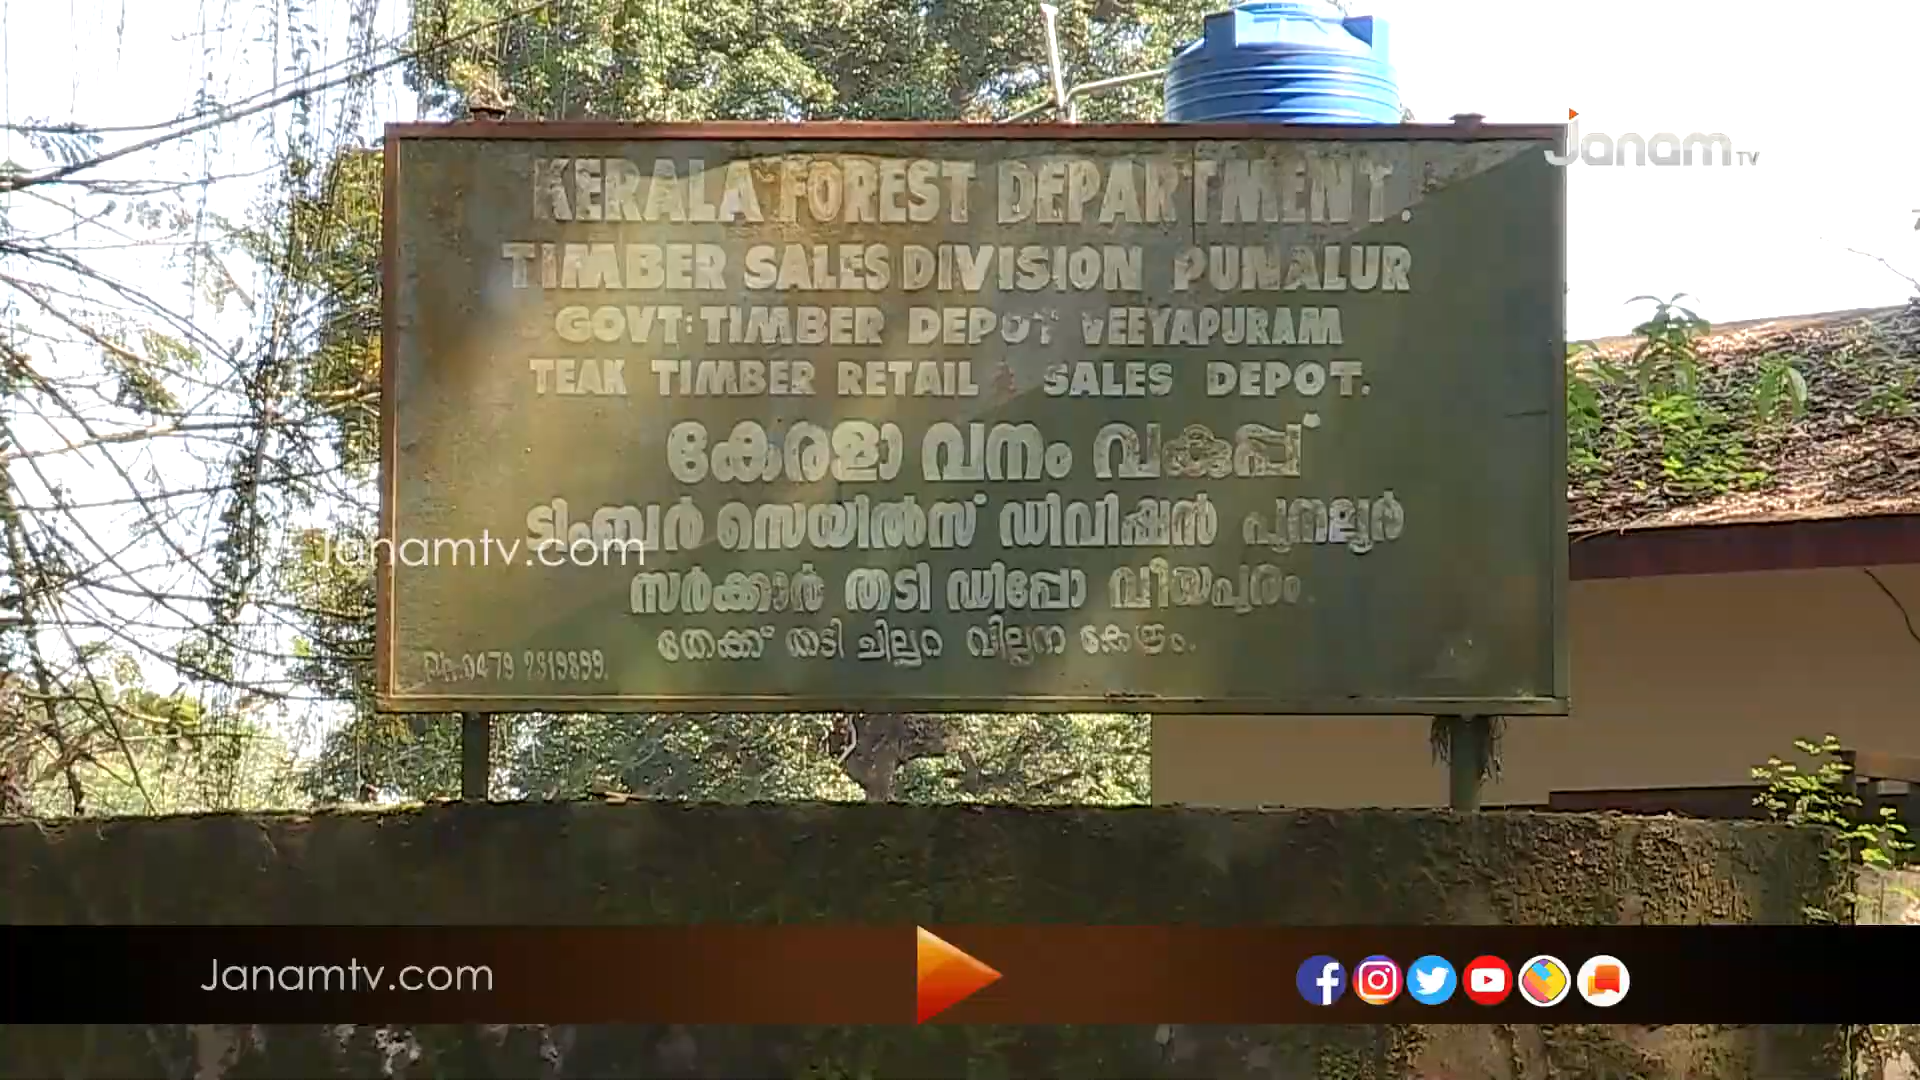 Janam TV
KERALA FOREST DEPARTMENT.
TIMBER SALES DIVISION PUNALUR
GOVT: TIMBER DEPOT VEEYAPURAM
TEAK TIMBER RETAIL SALES DEPOT.
കേരളാ വനം വകുപ്പ്
ടിംബർ സെയിൽസ് ഡിവിഷൻ പുനലൂർ
Janamtv.com
സർക്കാർ തടി ഡിപ്പോ വീയപുരം
തേക്ക് തടി ചില്ലറ വില്പന കേന്ദ്രം.
Ph: 0479 2319899.
Janamtv.com